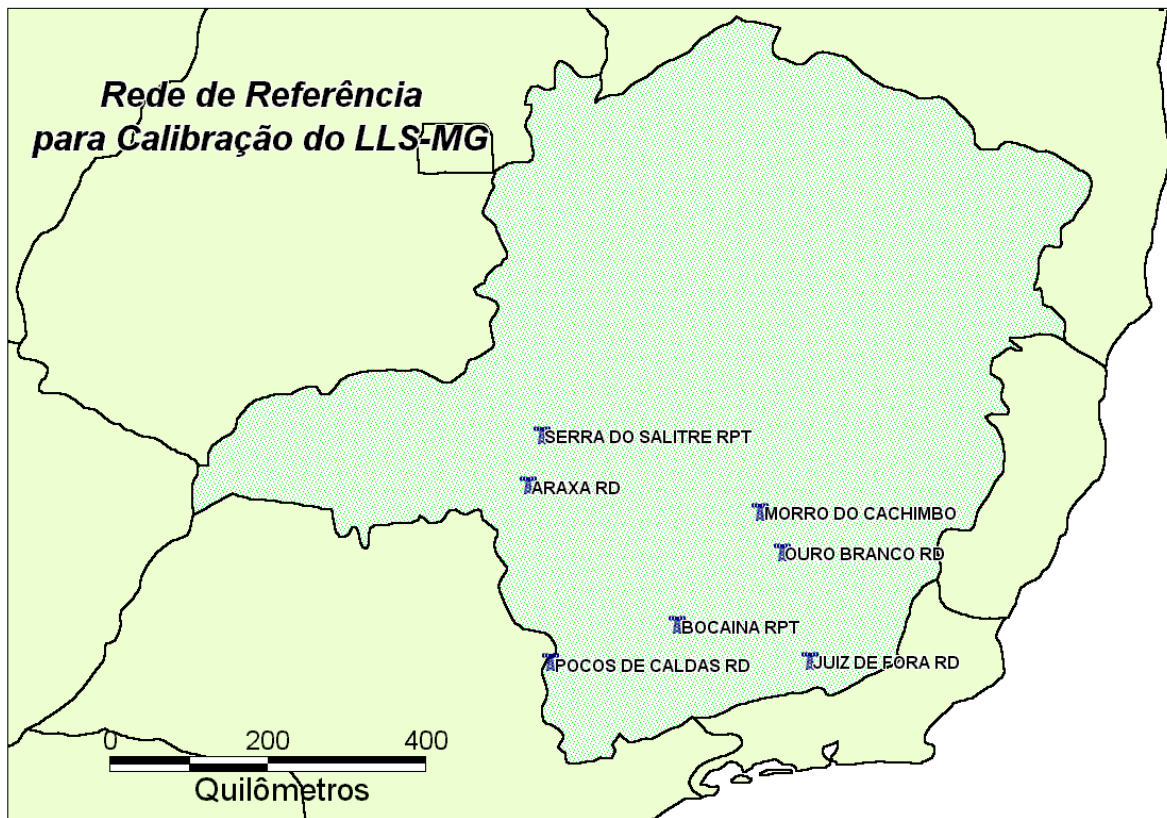 Rede de Referência
para Calibração do LLS-MG
SERRA DO SALITRE RPT
ARAXA RD
MORRO DO CACHIMBO
OURO BRANCO RD
BOCAINA RPT
POCOS DE CALDAS RD
JUIZ DE FORA RD
0 200 400
Quilômetros